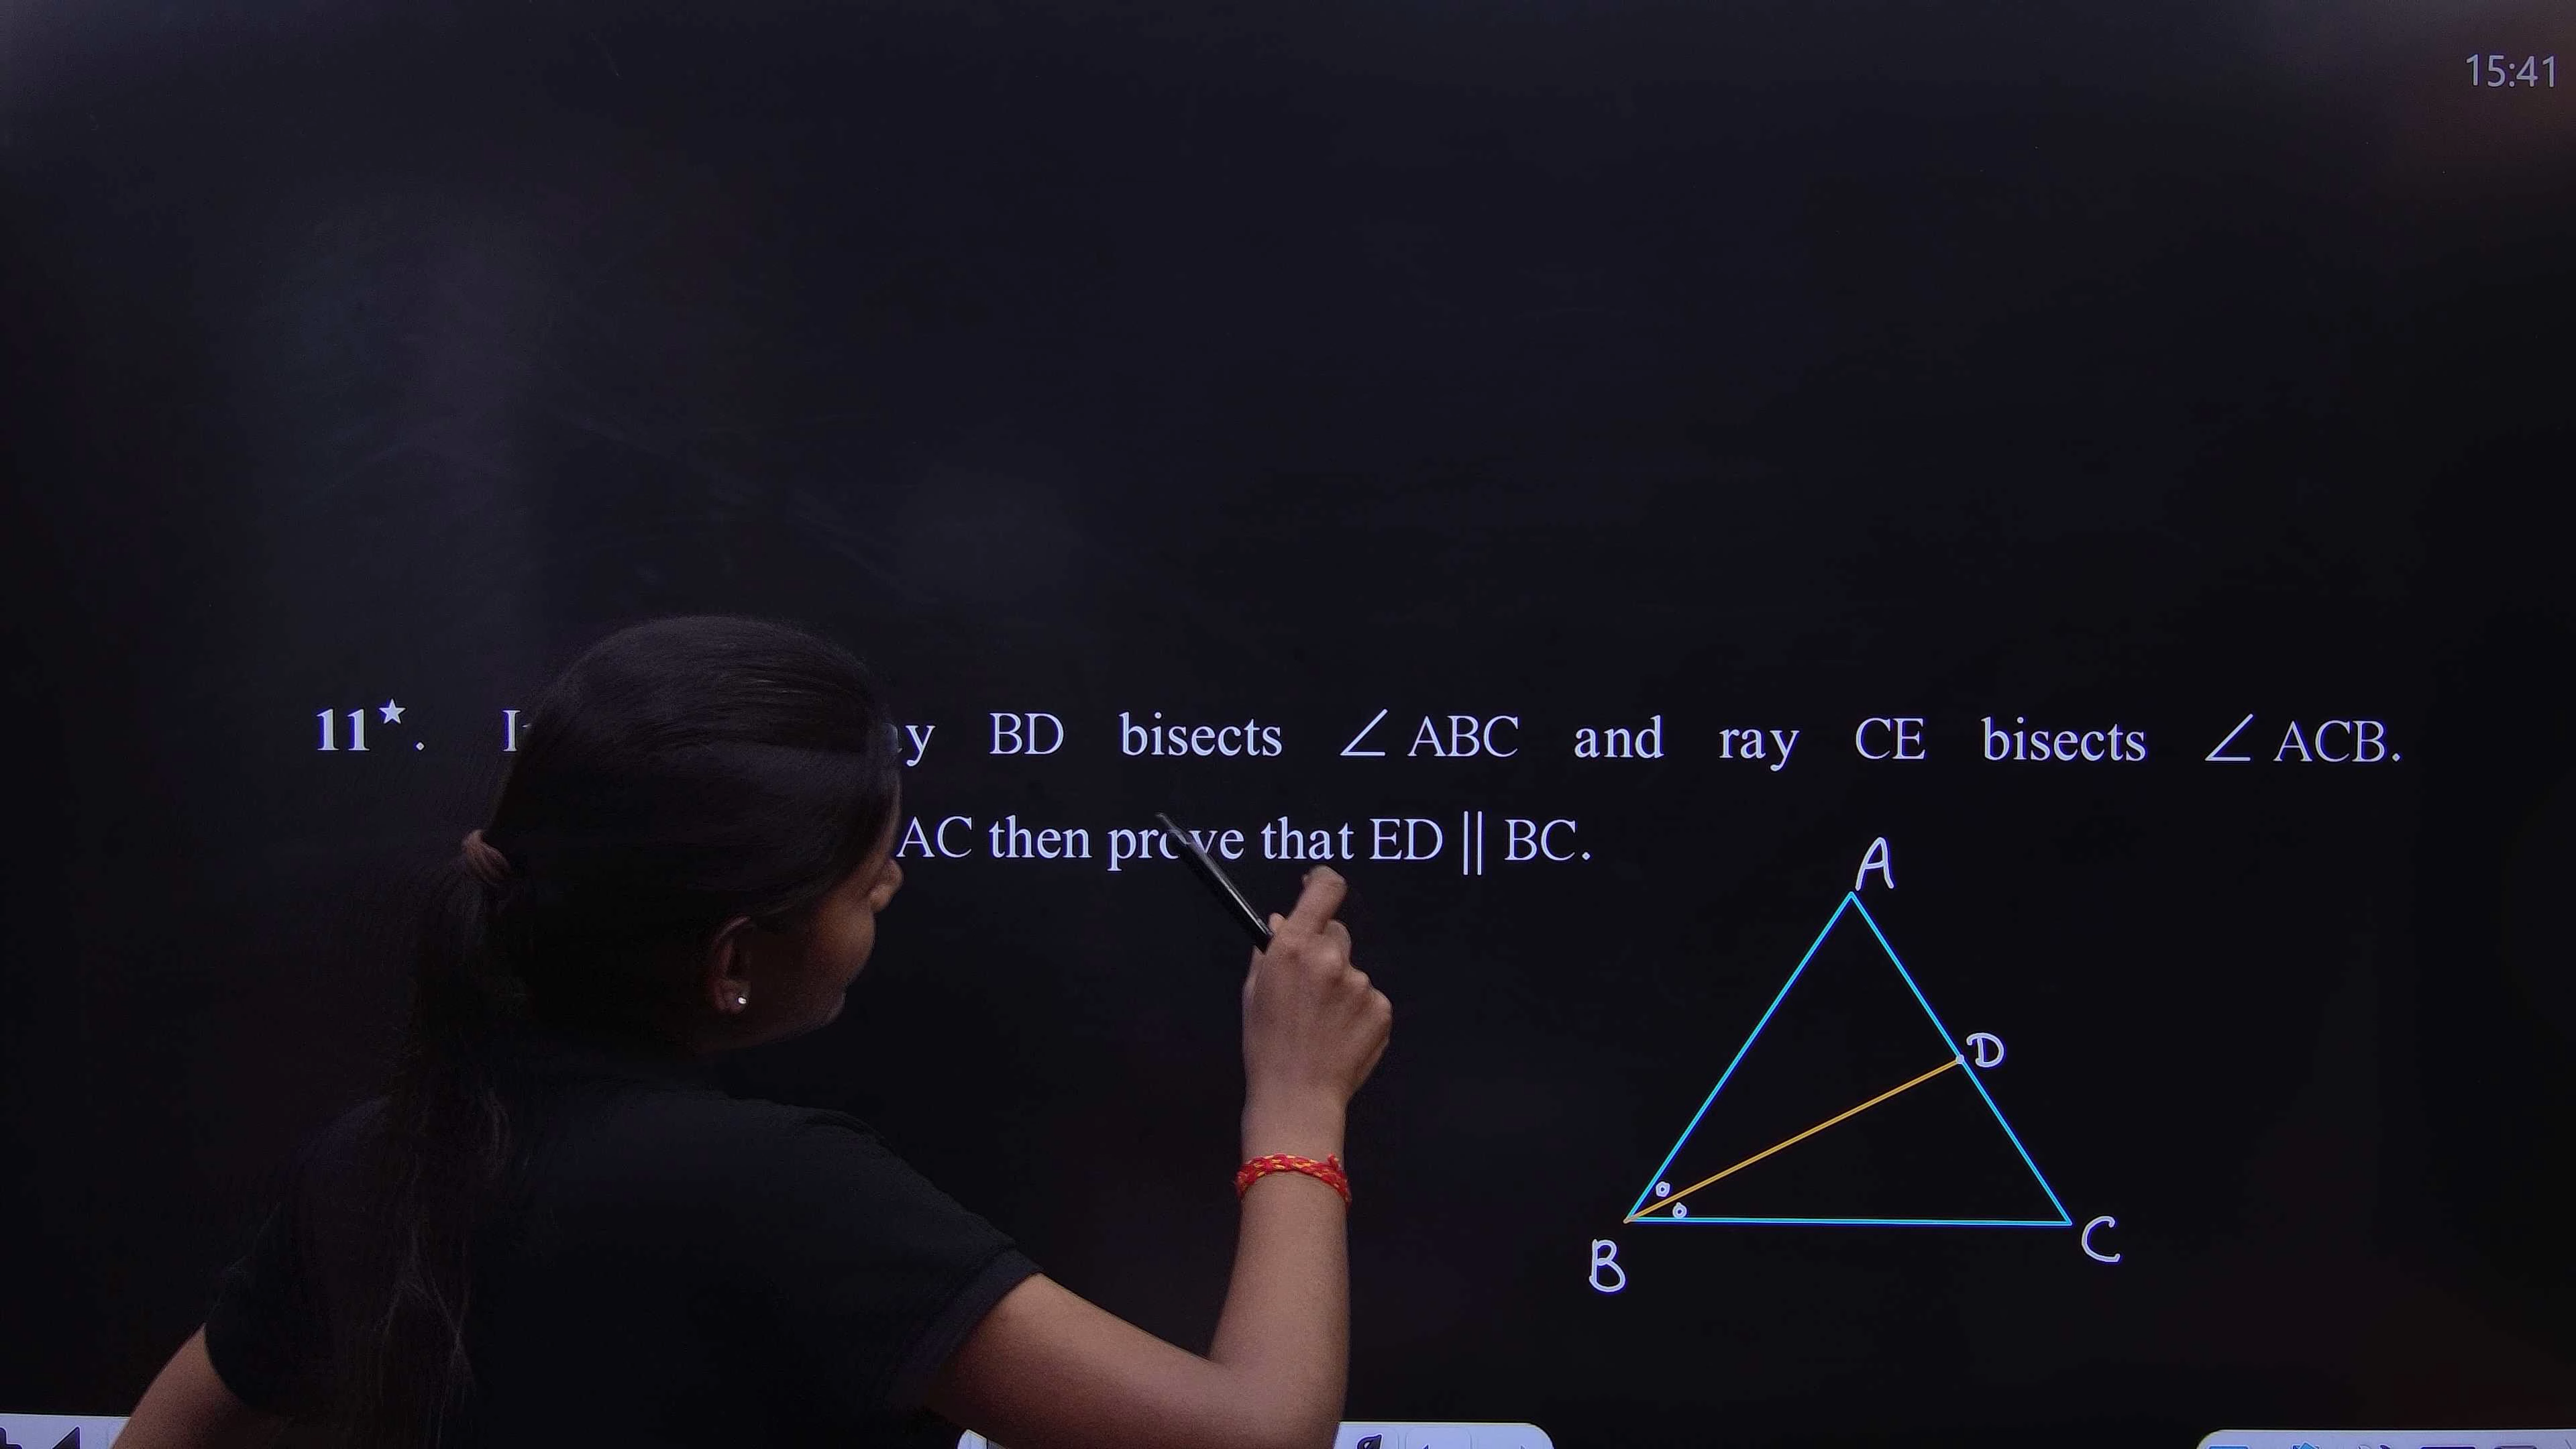 15:41
11★. BD bisects ∠ ABC and ray CE bisects ∠ ACB.
AC then prove that ED || BC.
A
D
B
C